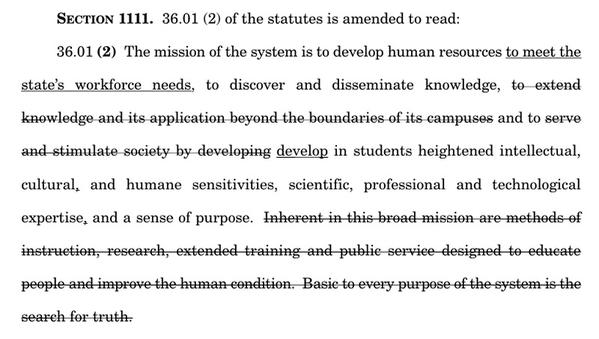 SECTION 1111. 36.01 (2) of the statutes is amended to read:
36.01 (2) The mission of the system is to develop human resources to meet the
state's workforce needs, to discover and disseminate knowledge, to extend
knowledge and its application beyond the boundaries of its campuses and to serve
and stimulate society by developing develop in students heightened intellectual,
cultural, and humane sensitivities, scientific, professional and technological
expertise, and a sense of purpose. Inherent in this broad mission are methods of
instruction, research, extended training and public service designed to educate
people and improve the human condition. Basic to every purpose of the system is the
search for truth.